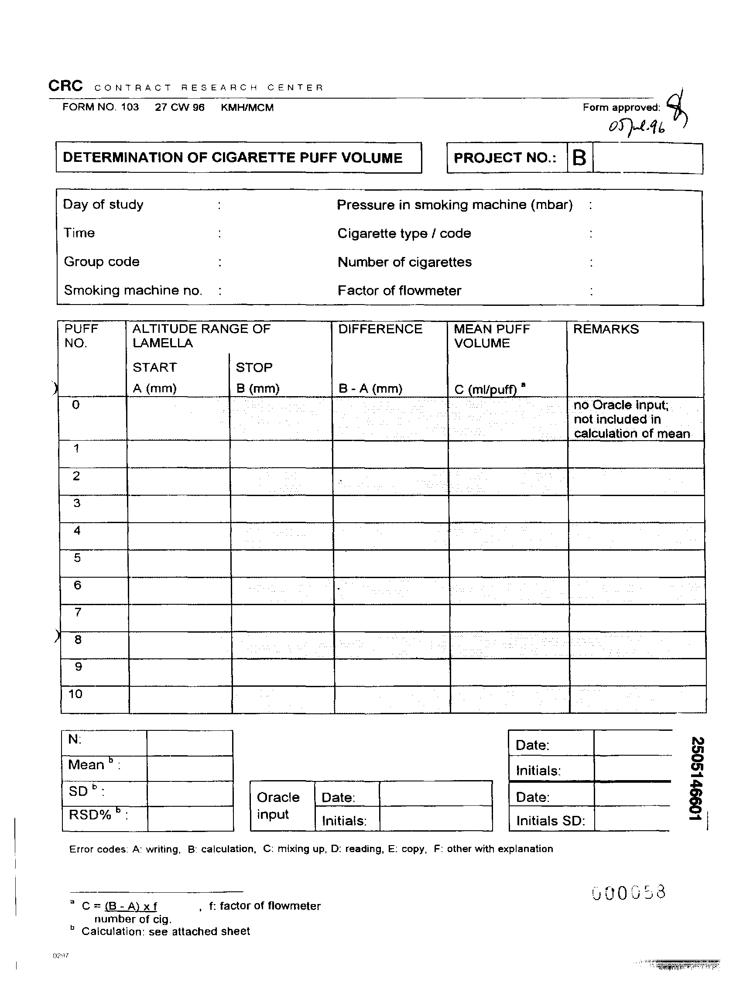 CRC CONTRACT RESEARCH CENTER
FORM NO. 103 27 CW 96 KMH/MCM Form approved:
05 Jul. 96
DETERMINATION OF CIGARETTE PUFF VOLUME PROJECT NO.: B
Day of study : Pressure in smoking machine (mbar) :
Time : Cigarette type / code :
Group code : Number of cigarettes :
Smoking machine no. : Factor of flowmeter :
PUFF NO. ALTITUDE RANGE OF LAMELLA DIFFERENCE MEAN PUFF VOLUME REMARKS
START STOP
A (mm) B (mm) B - A (mm) C (ml/puff) a
0 no Oracle input;
not included in
calculation of mean
1
2
3
4
5
6
7
8
9
10
N:
Mean b :
SD b :
RSD% b :
Oracle input Date:
Initials:
Date:
Initials:
Date:
Initials SD:
2505146601
Error codes: A: writing, B: calculation, C: mixing up, D: reading, E: copy, F: other with explanation
000058
a C = (B - A) x f , f: factor of flowmeter
number of cig.
b Calculation: see attached sheet